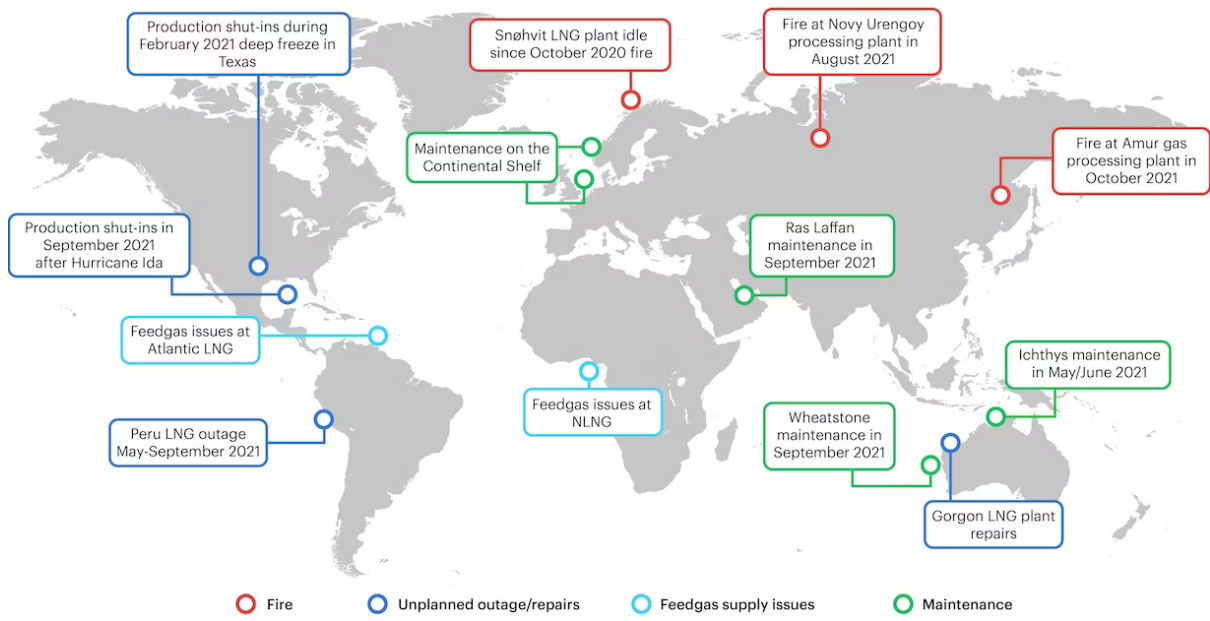 Production shut-ins during
February 2021 deep freeze in
Texas
Snøhvit LNG plant idle
since October 2020 fire
Fire at Novy Urengoy
processing plant in
August 2021
Maintenance on the
Continental Shelf
Fire at Amur gas
processing plant in
October 2021
Production shut-ins in
September 2021
after Hurricane Ida
Ras Laffan
maintenance in
September 2021
Feedgas issues at
Atlantic LNG
Ichthys maintenance
in May/June 2021
Feedgas issues at
NLNG
Wheatstone
maintenance in
September 2021
Peru LNG outage
May-September 2021
Gorgon LNG plant
repairs
Fire
Unplanned outage/repairs
Feedgas supply issues
Maintenance